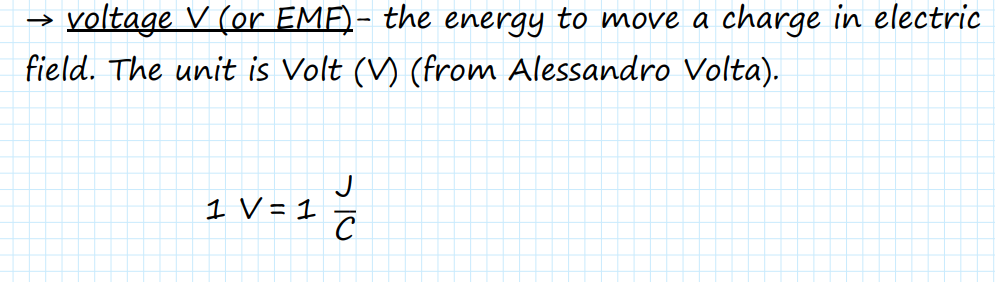 → voltage V (or EMF)- the energy to move a charge in electric
field. The unit is Volt (V) (from Alessandro Volta).
1 V = 1 J/C